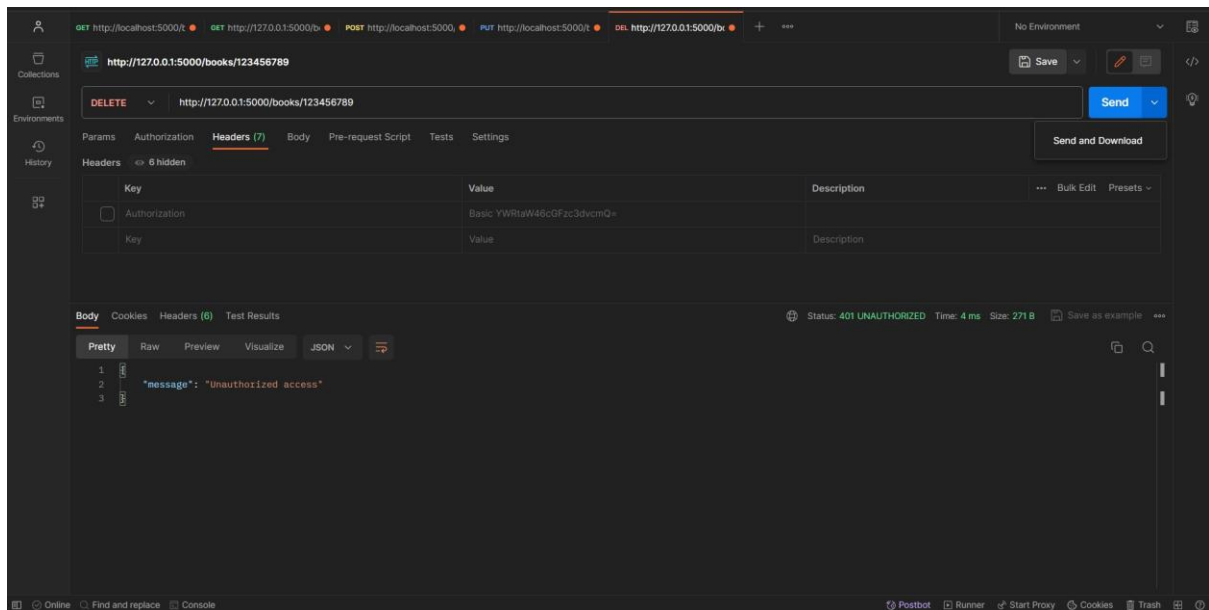 GET http://localhost:5000/t GET http://127.0.0.1:5000/b POST http://localhost:5000/ PUT http://localhost:5000/t DEL http://127.0.0.1:5000/bc + ooo No Environment
Collections
Environments
History
HTTP http://127.0.0.1:5000/books/123456789 Save </>
DELETE http://127.0.0.1:5000/books/123456789 Send
Params Authorization Headers (7) Body Pre-request Script Tests Settings Send and Download
Headers 6 hidden
Key Value Description ••• Bulk Edit Presets
Authorization Basic YWRtaW46cGFzc3dvcmQ=
Key Value Description
Body Cookies Headers (6) Test Results Status: 401 UNAUTHORIZED Time: 4 ms Size: 271 B Save as example ooo
Pretty Raw Preview Visualize JSON
1 {
2 "message": "Unauthorized access"
3 }
Online Find and replace Console Postbot Runner Start Proxy Cookies Trash